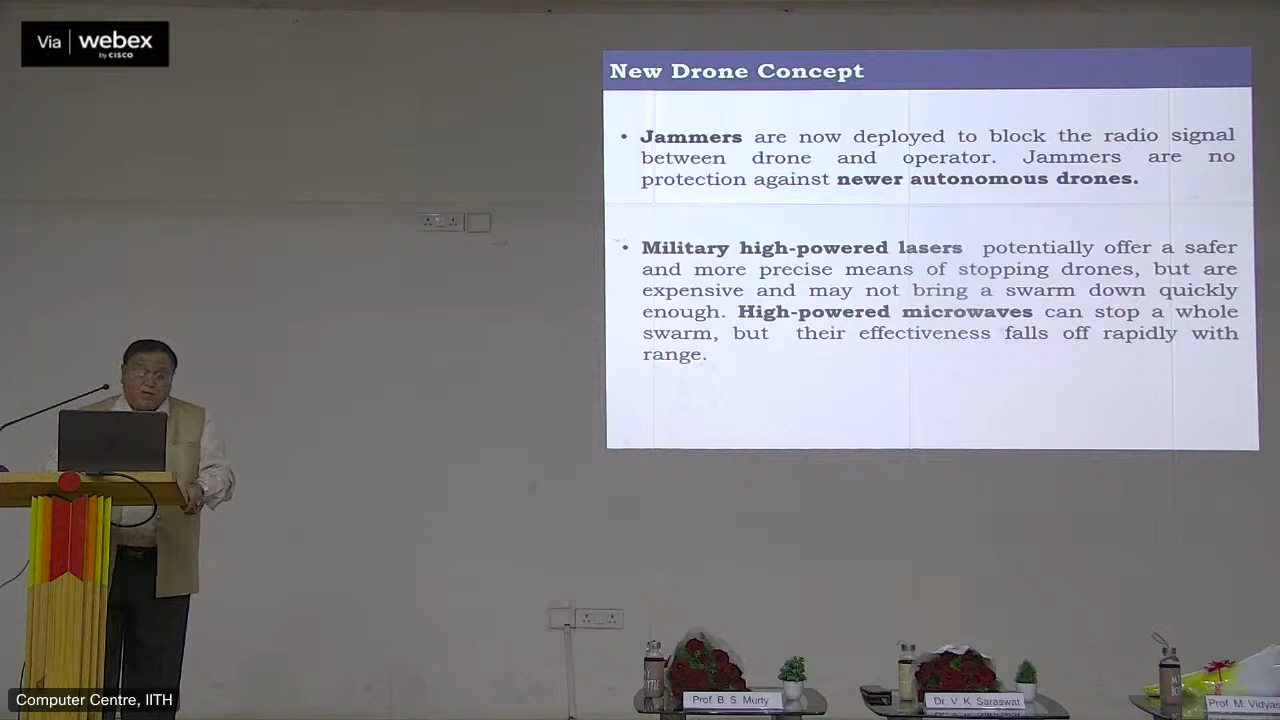 Via webex
by CISCO
New Drone Concept
• Jammers are now deployed to block the radio signal
between drone and operator. Jammers are no
protection against newer autonomous drones.
• Military high-powered lasers potentially offer a safer
and more precise means of stopping drones, but are
expensive and may not bring a swarm down quickly
enough. High-powered microwaves can stop a whole
swarm, but their effectiveness falls off rapidly with
range.
Prof B. S. Murty
Dr. V. K. Saraswat
Prof M. Vidyas
Computer Centre, IITH